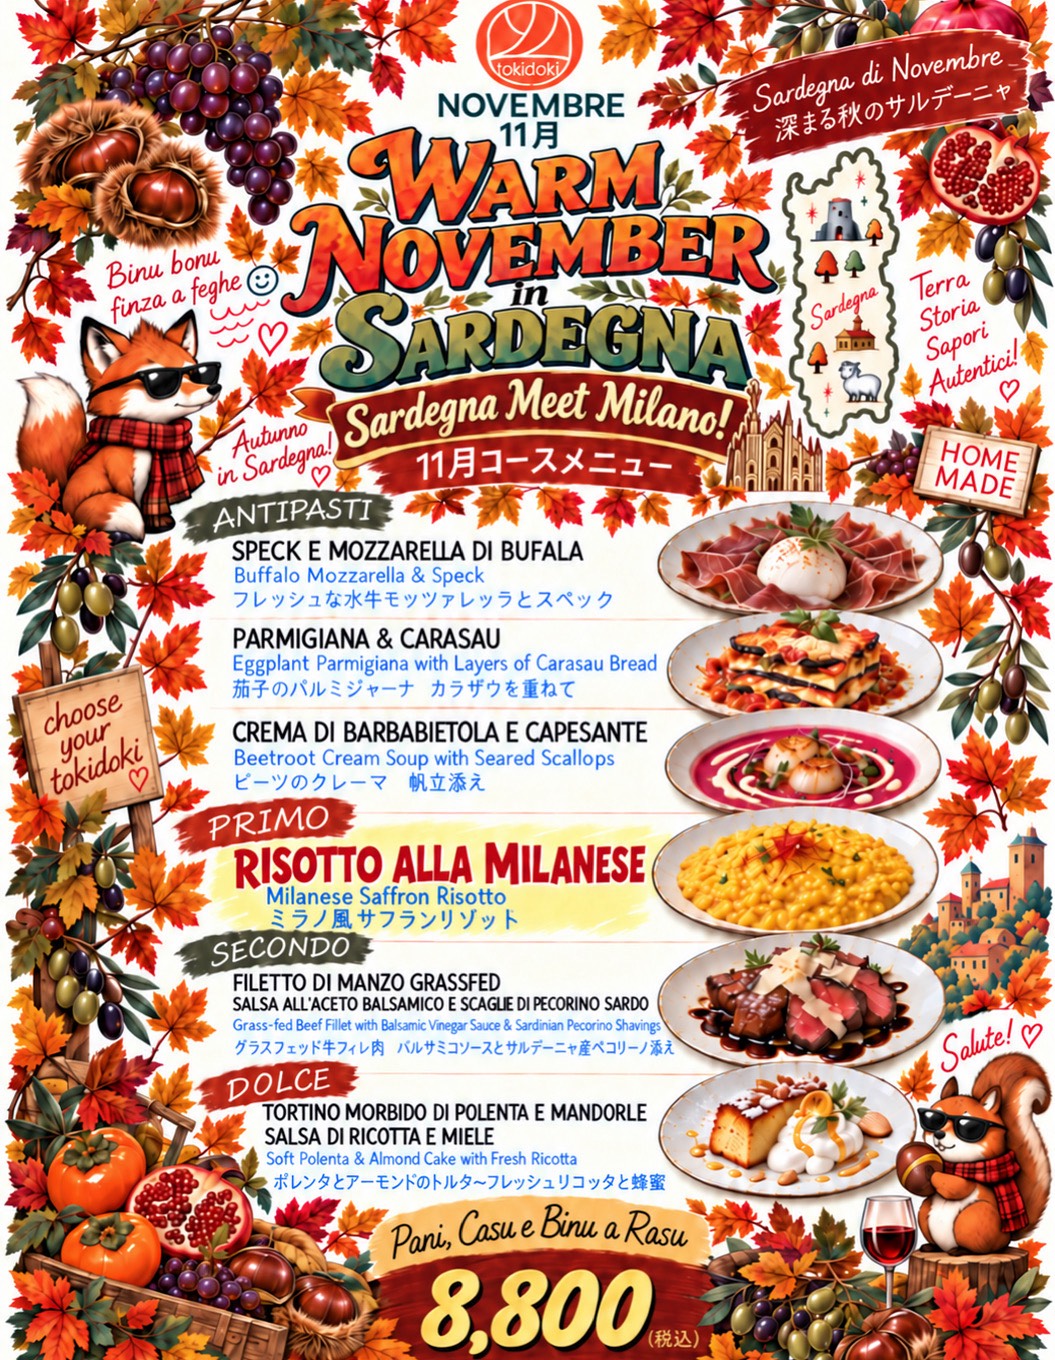 tokidoki
NOVEMBRE
11月
Sardegna di Novembre
深まる秋のサルデーニャ
WARM
NOVEMBER
in
SARDEGNA
Sardegna Meet Milano!
11月コースメニュー
Binu bonu
finza a feghe
Autunno
in Sardegna!
Sardegna
Terra
Storia
Sapori
Autentici!
HOME
MADE
choose
your
tokidoki
ANTIPASTI
SPECK E MOZZARELLA DI BUFALA
Buffalo Mozzarella & Speck
フレッシュな水牛モッツァレッラとスペック
PARMIGIANA & CARASAU
Eggplant Parmigiana with Layers of Carasau Bread
茄子のパルミジャーナ カラザウを重ねて
CREMA DI BARBABIETOLA E CAPESANTE
Beetroot Cream Soup with Seared Scallops
ビーツのクレーマ 帆立添え
PRIMO
RISOTTO ALLA MILANESE
Milanese Saffron Risotto
ミラノ風サフランリゾット
SECONDO
FILETTO DI MANZO GRASSFED
SALSA ALL'ACETO BALSAMICO E SCAGLIE DI PECORINO SARDO
Grass-fed Beef Fillet with Balsamic Vinegar Sauce & Sardinian Pecorino Shavings
グラスフェッド牛フィレ肉 バルサミコソースとサルデーニャ産ペコリーノ添え
DOLCE
TORTINO MORBIDO DI POLENTA E MANDORLE
SALSA DI RICOTTA E MIELE
Soft Polenta & Almond Cake with Fresh Ricotta
ポレンタとアーモンドのトルタ~フレッシュリコッタと蜂蜜
Salute!
Pani, Casu e Binu a Rasu
8,800
(税込)